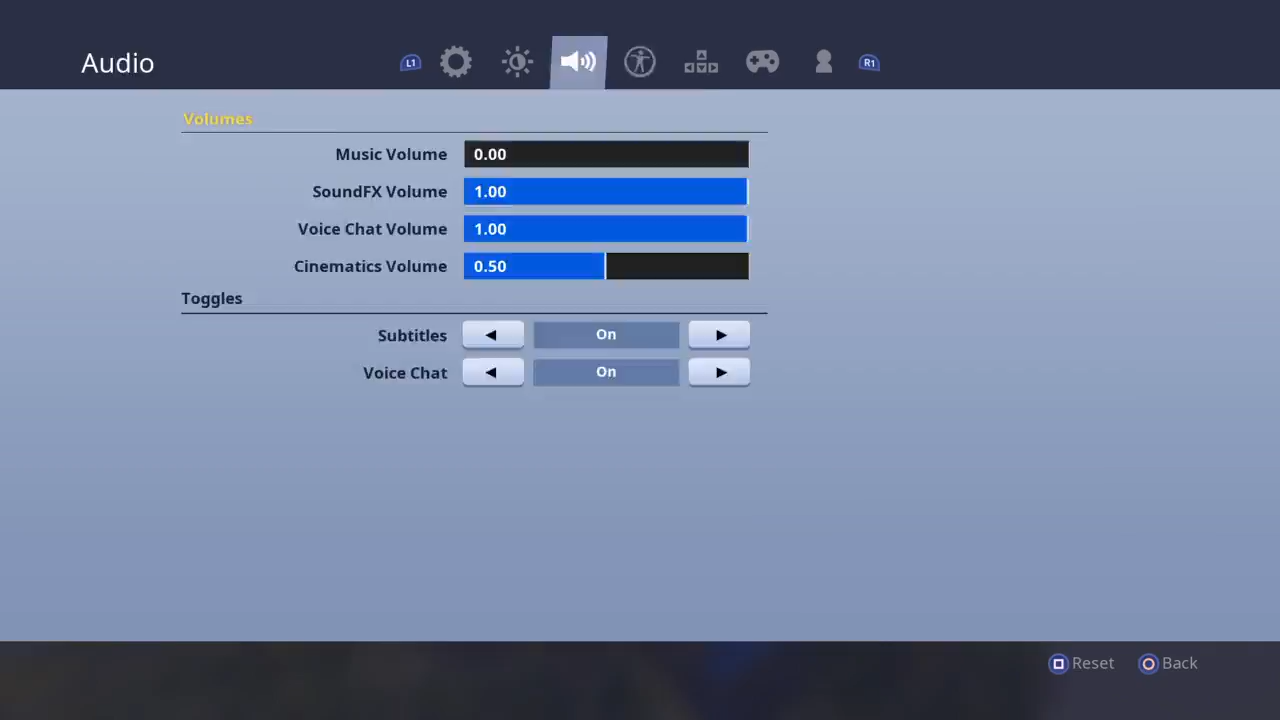 Audio
L1
R1
Volumes
Music Volume 0.00
SoundFX Volume 1.00
Voice Chat Volume 1.00
Cinematics Volume 0.50
Toggles
Subtitles On
Voice Chat On
Reset Back